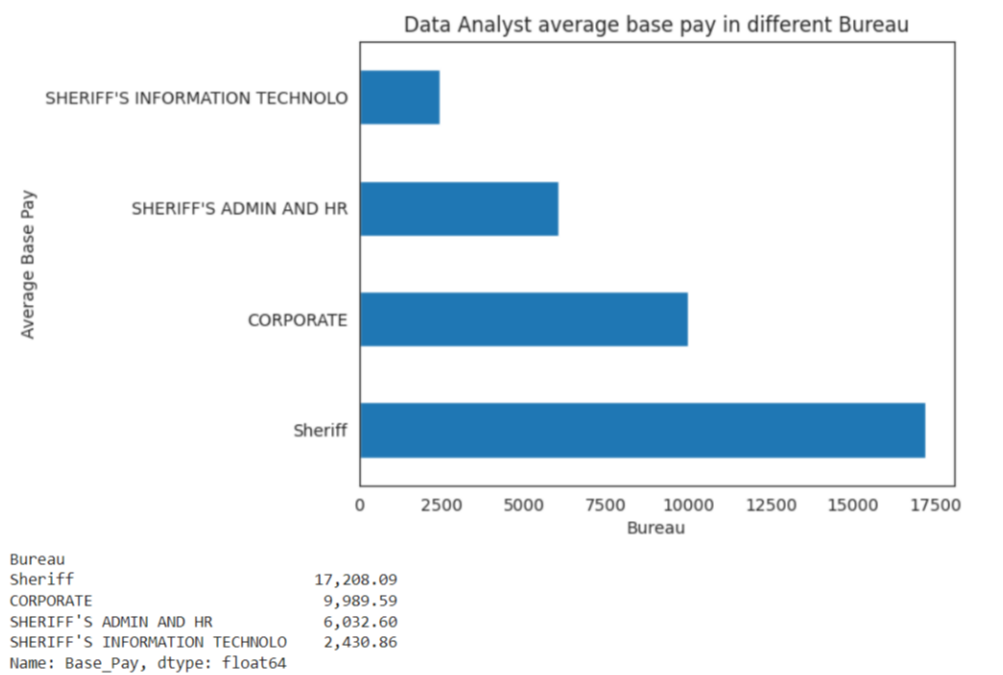 Data Analyst average base pay in different Bureau
SHERIFF'S INFORMATION TECHNOLO
SHERIFF'S ADMIN AND HR
CORPORATE
Sheriff
Average Base Pay
0 2500 5000 7500 10000 12500 15000 17500
Bureau
Bureau
Sheriff 17,208.09
CORPORATE 9,989.59
SHERIFF'S ADMIN AND HR 6,032.60
SHERIFF'S INFORMATION TECHNOLO 2,430.86
Name: Base_Pay, dtype: float64